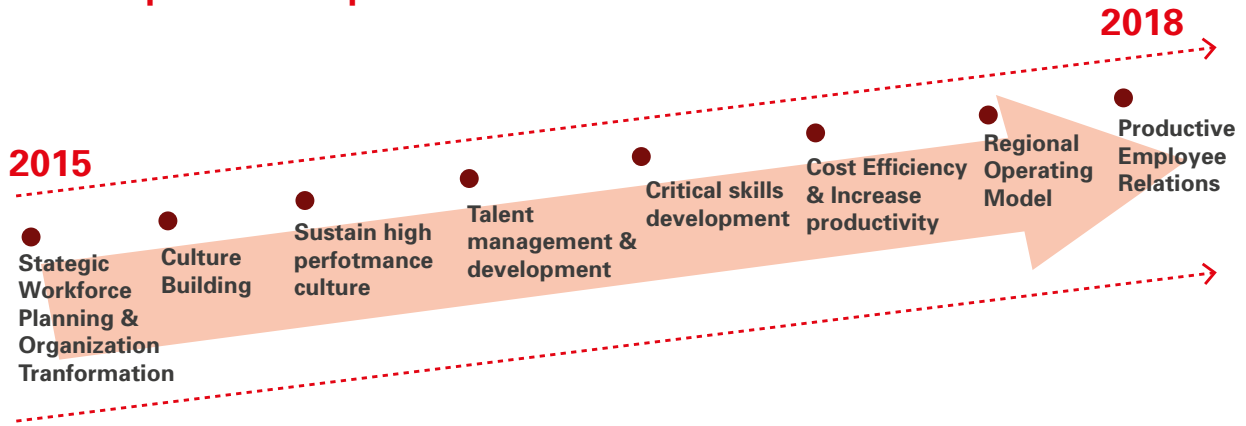 2015
2018
Stategic
Workforce
Planning &
Organization
Tranformation
Culture
Building
Sustain high
perfotmance
culture
Talent
management &
development
Critical skills
development
Cost Efficiency
& Increase
productivity
Regional
Operating
Model
Productive
Employee
Relations